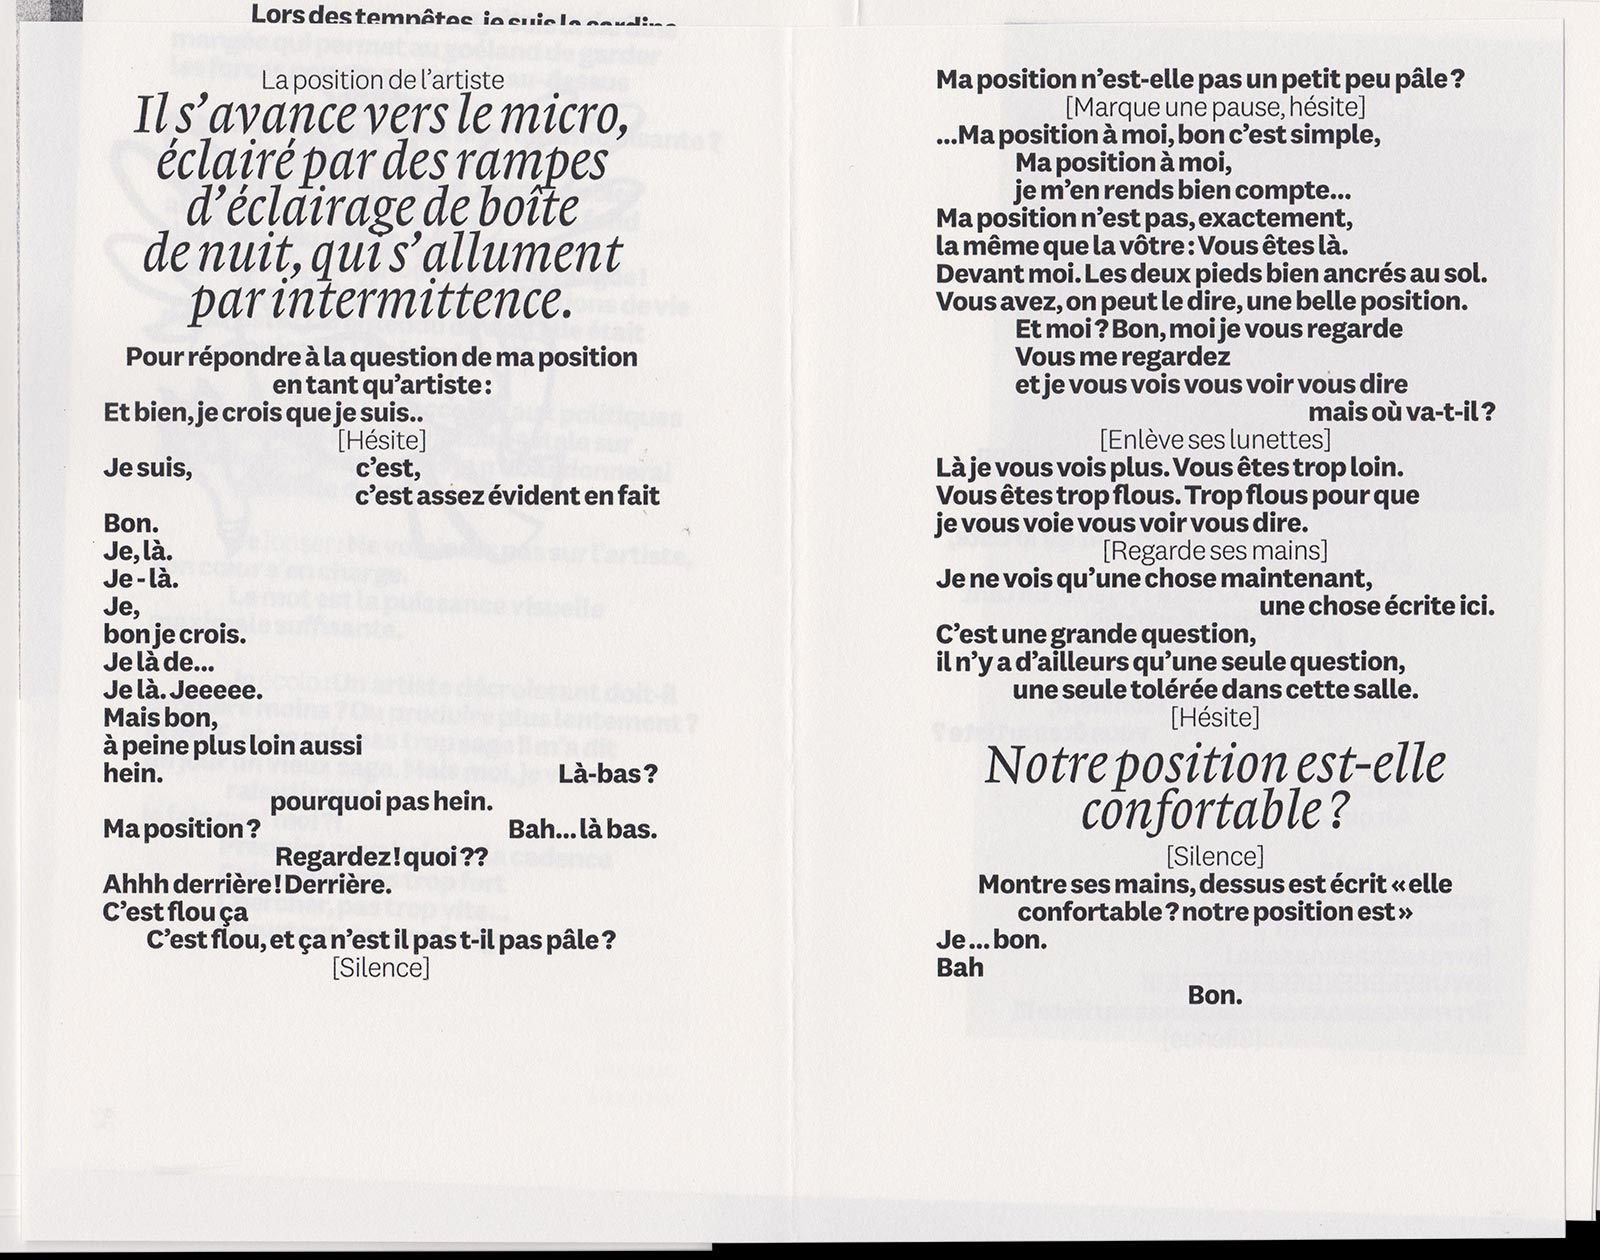 Lors des tempêtes, je suis la sardine
La position de l’artiste
Il s’avance vers le micro,
éclairé par des rampes
d’éclairage de boîte
de nuit, qui s’allument
par intermittence.
Pour répondre à la question de ma position
en tant qu’artiste :
Et bien, je crois que je suis..
[Hésite]
Je suis, c’est,
c’est assez évident en fait
Bon.
Je, là.
Je - là.
Je,
bon je crois.
Je là de...
Je là. Jeeeee.
Mais bon,
à peine plus loin aussi
hein. Là-bas ?
pourquoi pas hein.
Ma position ? Bah... là bas.
Regardez ! quoi ??
Ahhh derrière ! Derrière.
C’est flou ça
C’est flou, et ça n’est il pas t-il pas pâle ?
[Silence]
Ma position n’est-elle pas un petit peu pâle ?
[Marque une pause, hésite]
...Ma position à moi, bon c’est simple,
Ma position à moi,
je m’en rends bien compte...
Ma position n’est pas, exactement,
la même que la vôtre : Vous êtes là.
Devant moi. Les deux pieds bien ancrés au sol.
Vous avez, on peut le dire, une belle position.
Et moi ? Bon, moi je vous regarde
Vous me regardez
et je vous vois vous voir vous dire
mais où va-t-il ?
[Enlève ses lunettes]
Là je vous vois plus. Vous êtes trop loin.
Vous êtes trop flous. Trop flous pour que
je vous voie vous voir vous dire.
[Regarde ses mains]
Je ne vois qu’une chose maintenant,
une chose écrite ici.
C’est une grande question,
il n’y a d’ailleurs qu’une seule question,
une seule tolérée dans cette salle.
[Hésite]
Notre position est-elle
confortable ?
[Silence]
Montre ses mains, dessus est écrit « elle
confortable ? notre position est »
Je ... bon.
Bah
Bon.